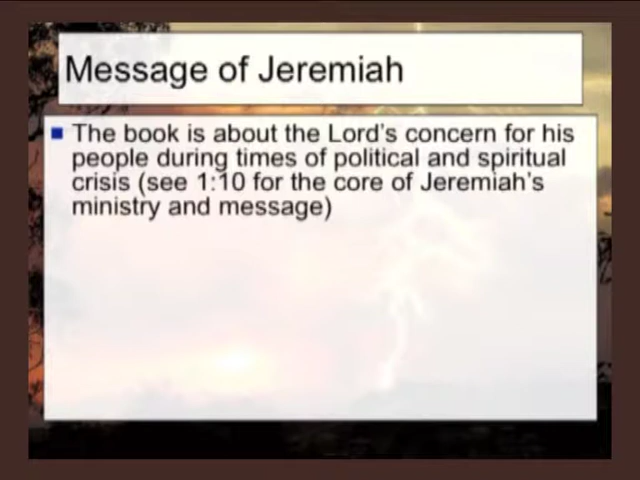 Message of Jeremiah
The book is about the Lord's concern for his
people during times of political and spiritual
crisis (see 1:10 for the core of Jeremiah's
ministry and message)